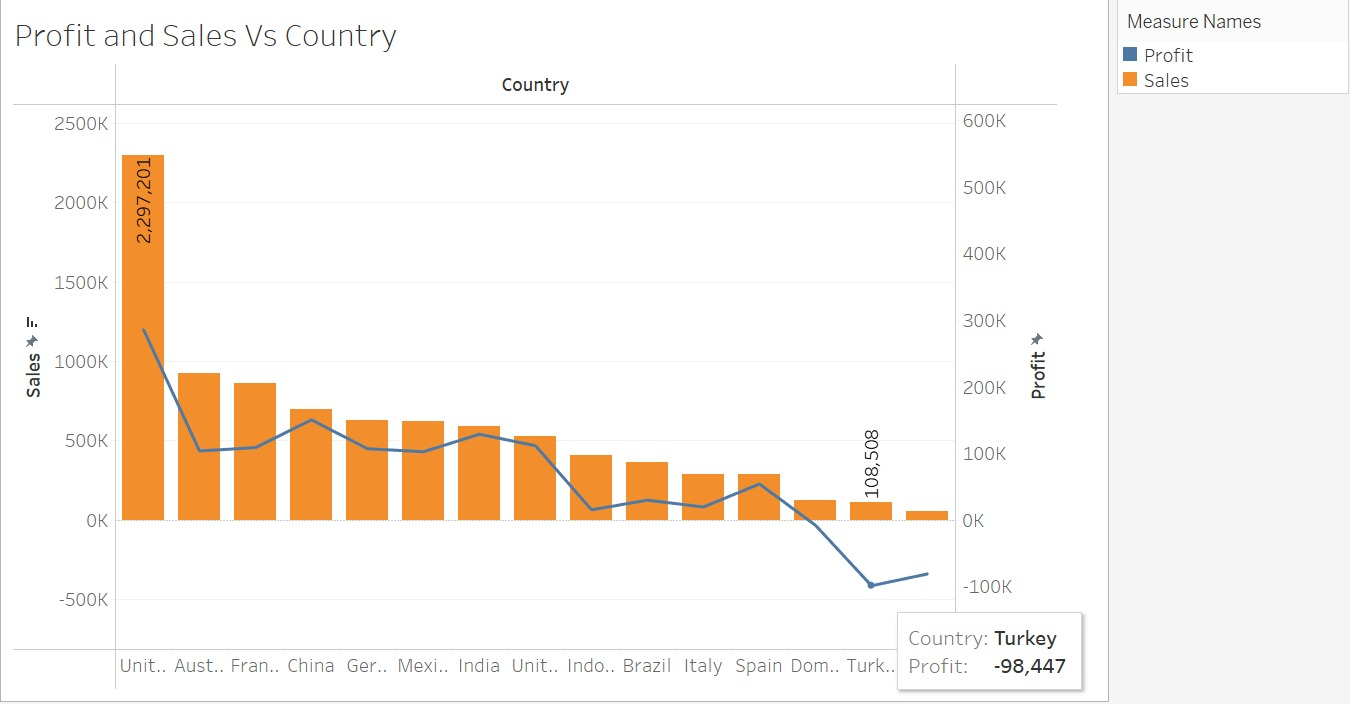 Profit and Sales Vs Country
Measure Names
Profit
Sales
Country
2500K
2000K
1500K
1000K
500K
0K
-500K
Sales
2,297,201
108,508
600K
500K
400K
300K
200K
100K
0K
-100K
Profit
Unit.. Aust.. Fran.. China Ger.. Mexi.. India Unit.. Indo.. Brazil Italy Spain Dom.. Turk..
Country: Turkey
Profit: -98,447